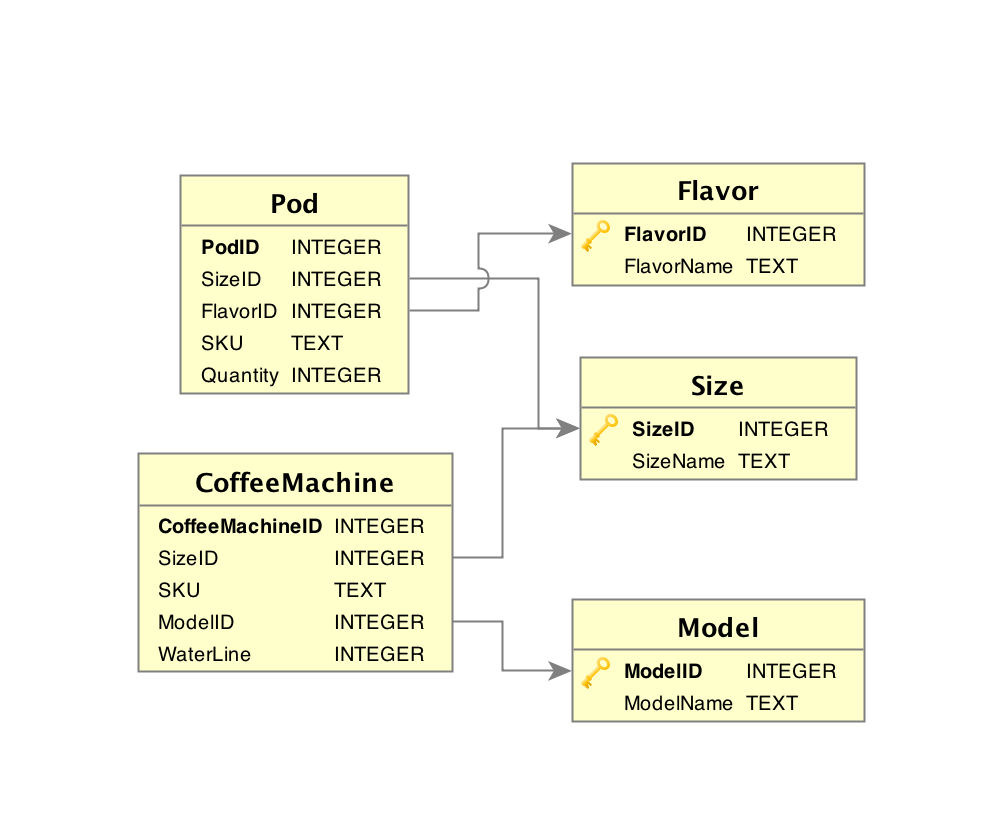 Pod
PodID INTEGER
SizeID INTEGER
FlavorID INTEGER
SKU TEXT
Quantity INTEGER
Flavor
FlavorID INTEGER
FlavorName TEXT
Size
SizeID INTEGER
SizeName TEXT
CoffeeMachine
CoffeeMachineID INTEGER
SizeID INTEGER
SKU TEXT
ModelID INTEGER
WaterLine INTEGER
Model
ModelID INTEGER
ModelName TEXT